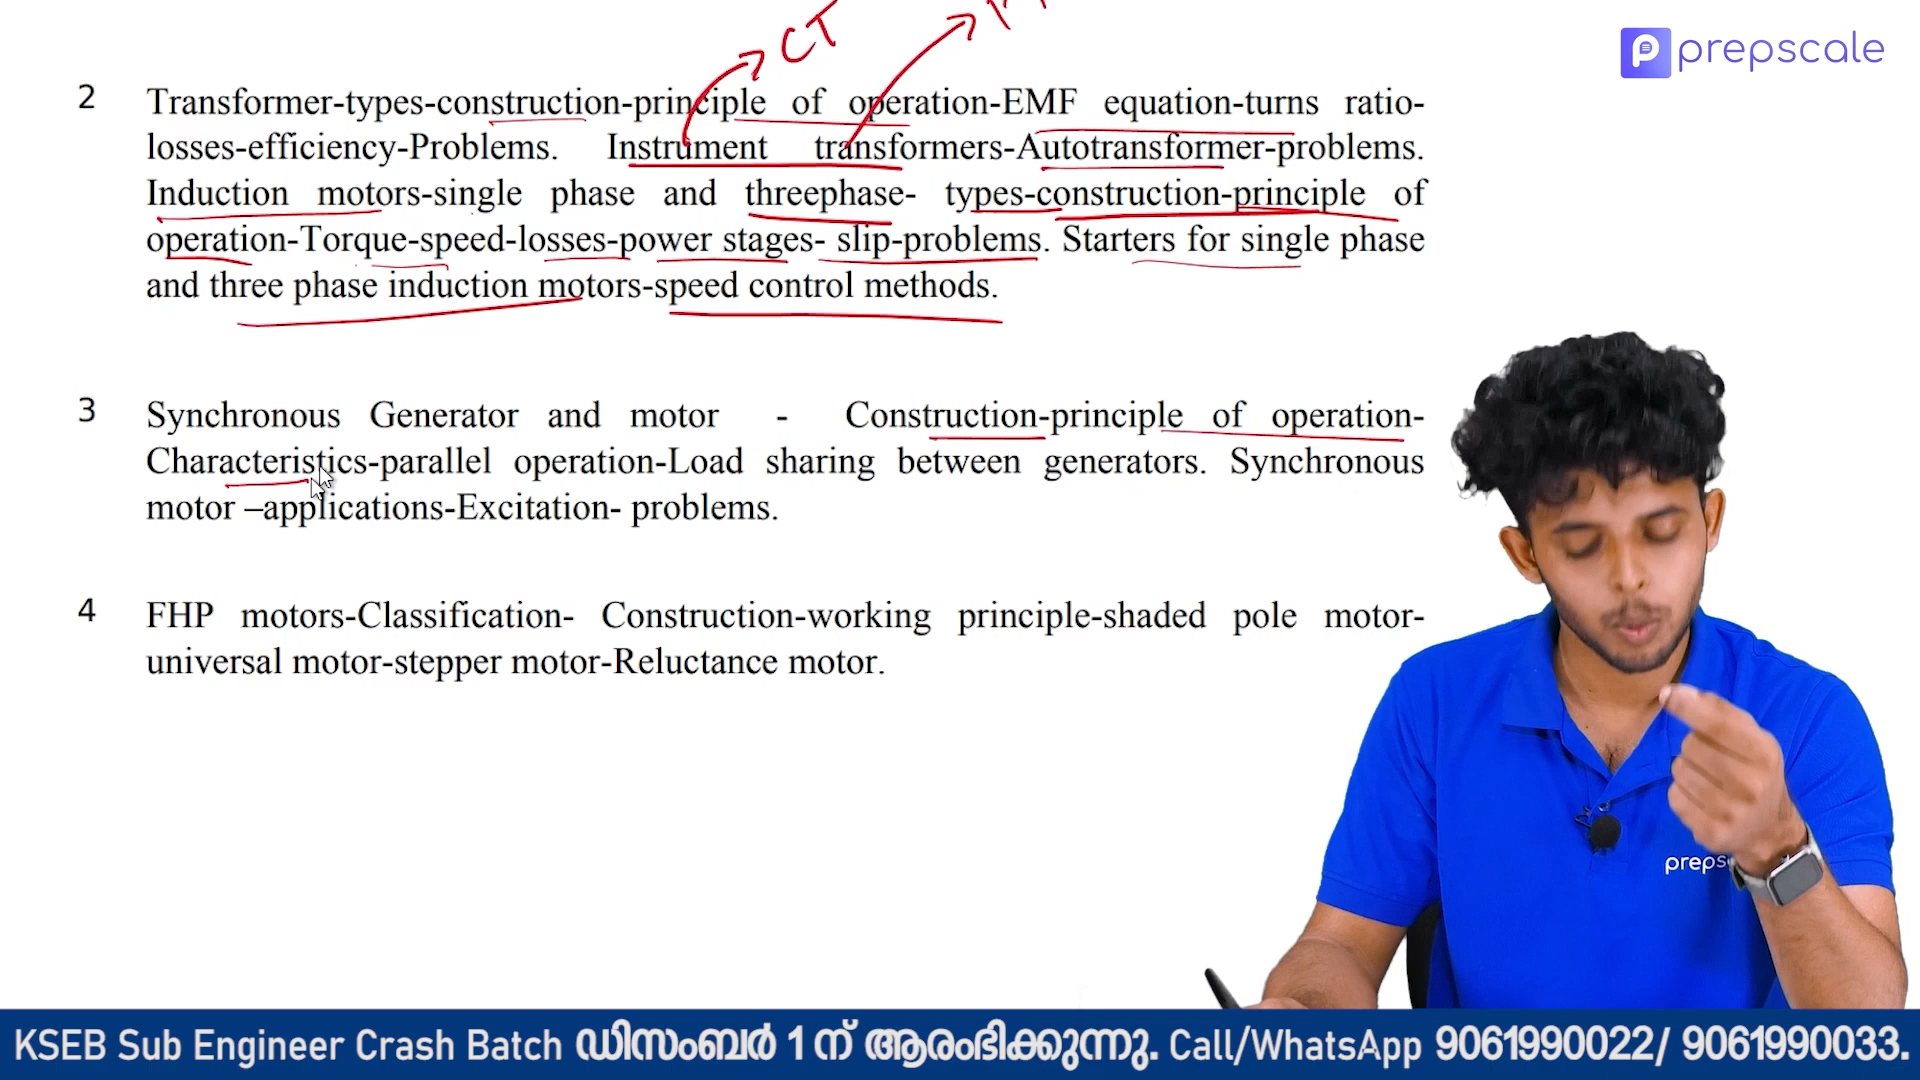 CT
prepscale
2 Transformer-types-construction-principle of operation-EMF equation-turns ratio-
losses-efficiency-Problems. Instrument transformers-Autotransformer-problems.
Induction motors-single phase and threephase- types-construction-principle of
operation-Torque-speed-losses-power stages- slip-problems. Starters for single phase
and three phase induction motors-speed control methods.
3 Synchronous Generator and motor - Construction-principle of operation-
Characteristics-parallel operation-Load sharing between generators. Synchronous
motor –applications-Excitation- problems.
4 FHP motors-Classification- Construction-working principle-shaded pole motor-
universal motor-stepper motor-Reluctance motor.
preps
KSEB Sub Engineer Crash Batch ഡിസംബർ 1 ന് ആരംഭിക്കുന്നു. Call/WhatsApp 9061990022/ 9061990033.